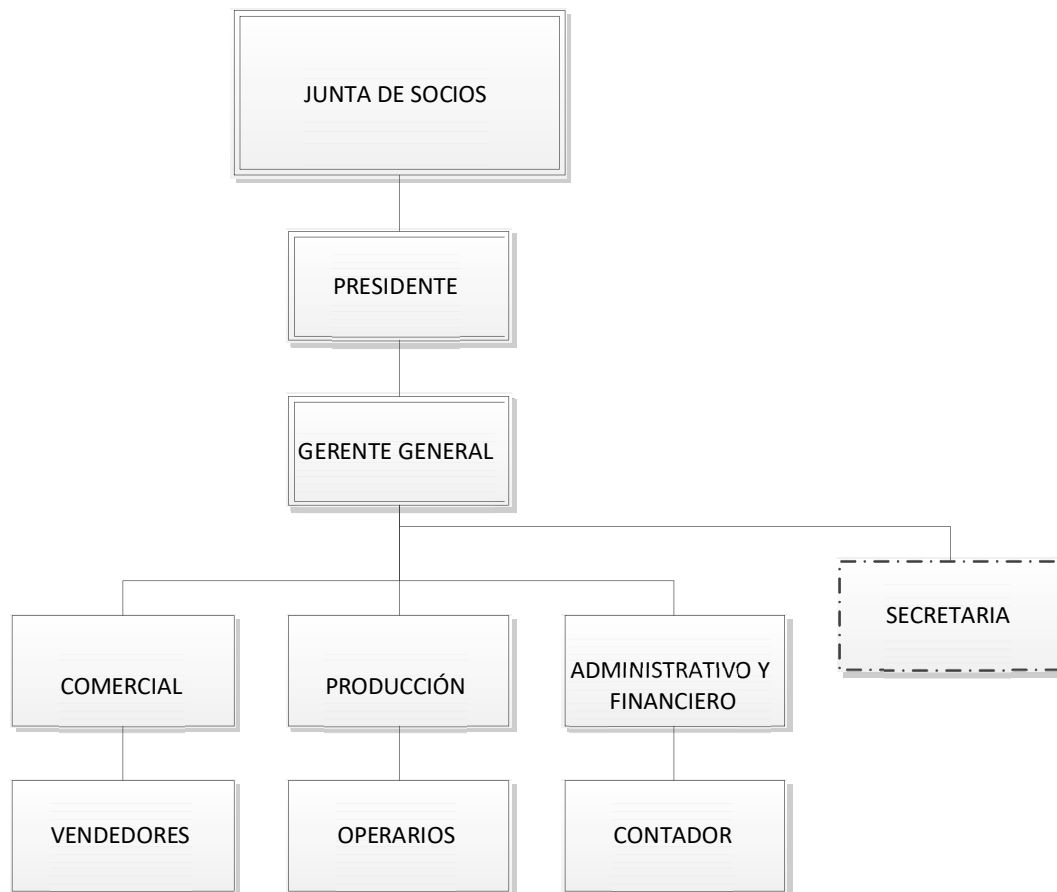 JUNTA DE SOCIOS
PRESIDENTE
GERENTE GENERAL
SECRETARIA
COMERCIAL
PRODUCCIÓN
ADMINISTRATIVO Y
FINANCIERO
VENDEDORES
OPERARIOS
CONTADOR